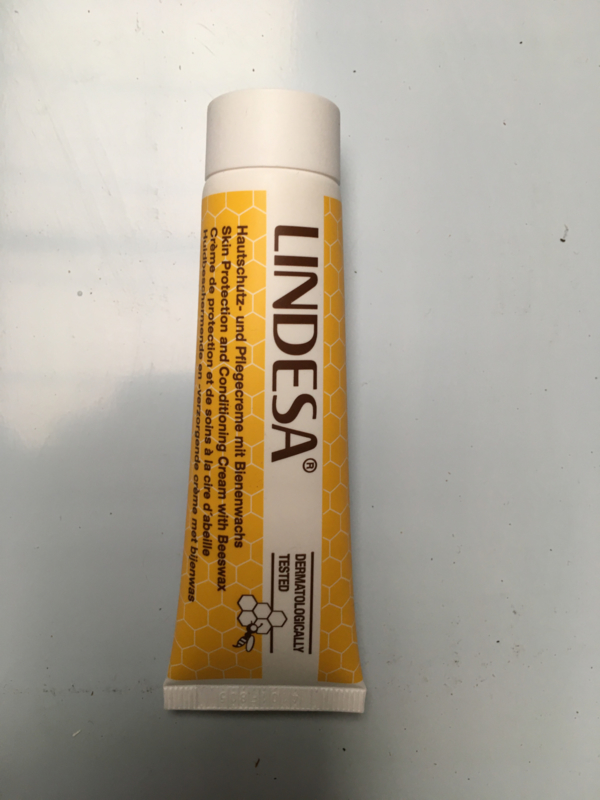 LINDESA®
Hautschutz- und Pflegecreme mit Bienenwachs
Skin Protection and Conditioning Cream with Beeswax
Crème de protection et de soins à la cire d'abeille
Huidbeschermende en -verzorgende crème met bijenwas
DERMATOLOGICALLY
TESTED